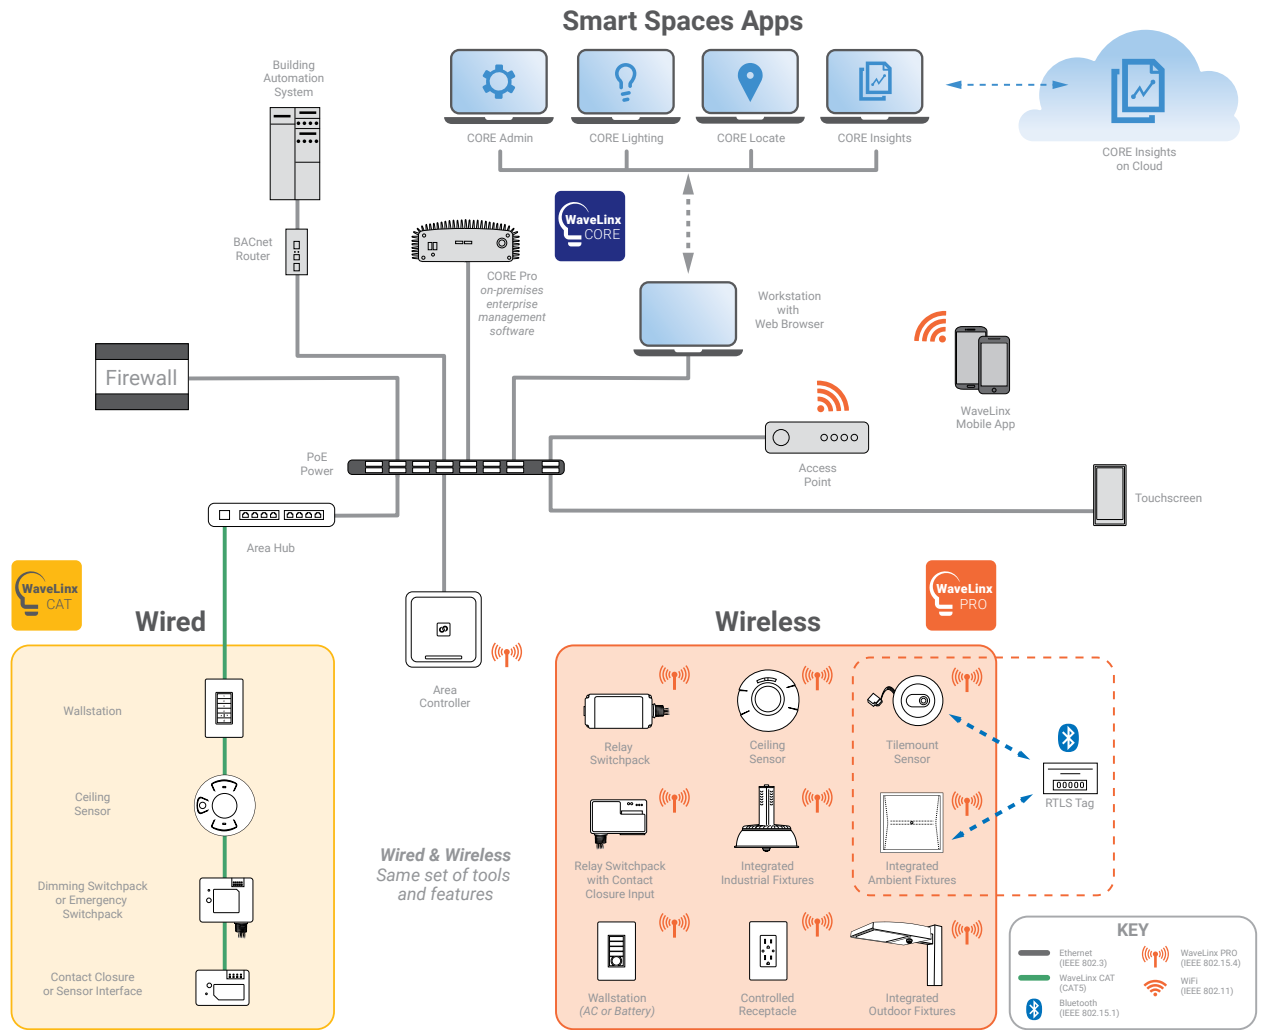 Smart Spaces Apps
Building
Automation
System
CORE Admin
CORE Lighting
CORE Locate
CORE Insights
CORE Insights
on Cloud
WaveLinx
CORE
BACnet
Router
CORE Pro
on-premises
enterprise
management
software
Workstation
with
Web Browser
Firewall
WaveLinx
Mobile App
PoE
Power
Access
Point
Touchscreen
Area Hub
WaveLinx
CAT
Wired
Wallstation
Ceiling
Sensor
Dimming Switchpack
or Emergency
Switchpack
Contact Closure
or Sensor Interface
Area
Controller
Wired & Wireless
Same set of tools
and features
Wireless
WaveLinx
PRO
Relay
Switchpack
Ceiling
Sensor
Tilemount
Sensor
00000
RTLS Tag
Relay Switchpack
with Contact
Closure Input
Integrated
Industrial Fixtures
Integrated
Ambient Fixtures
Wallstation
(AC or Battery)
Controlled
Receptacle
Integrated
Outdoor Fixtures
KEY
Ethernet
(IEEE 802.3)
WaveLinx CAT
(CAT5)
Bluetooth
(IEEE 802.15.1)
WaveLinx PRO
(IEEE 802.15.4)
WiFi
(IEEE 802.11)